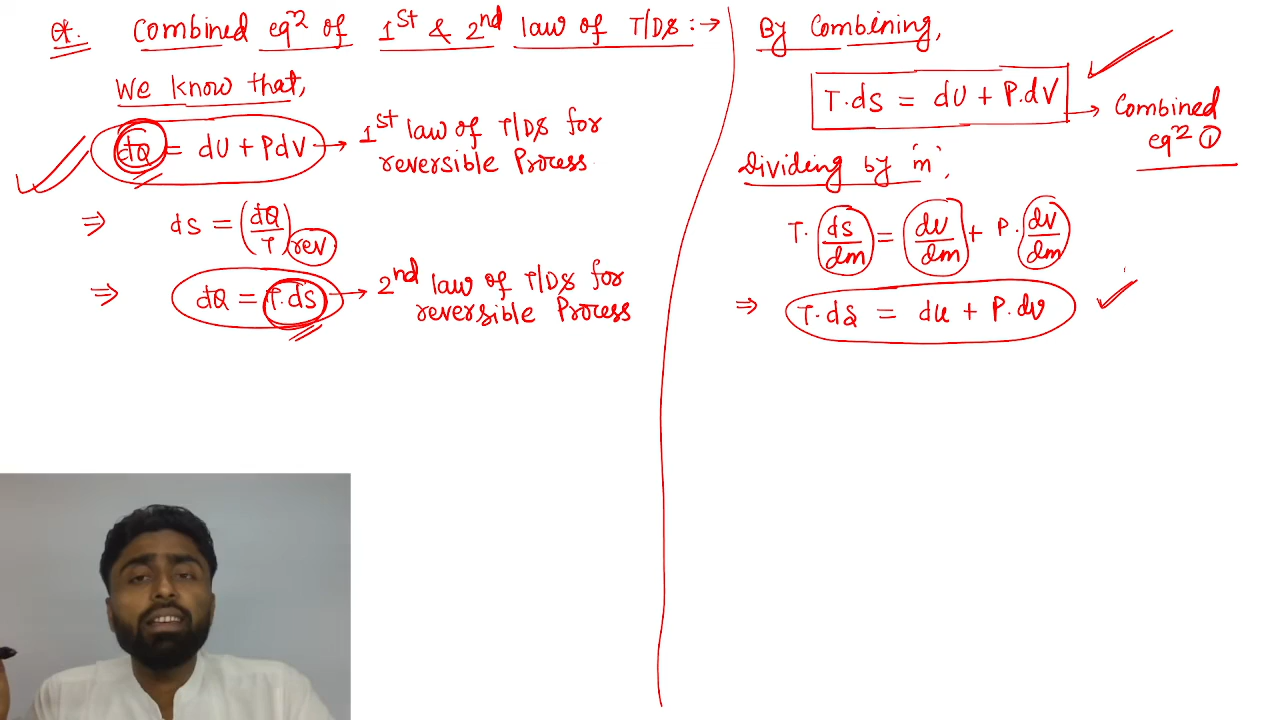 Combined eqⁿ of 1st & 2nd law of T/Ds :→
We know that,
dQ = dU + PdV → 1st law of T/Ds for
reversible Process
⇒ dS = (dQ/T)rev
⇒ dQ = T.dS → 2nd law of T/Ds for
reversible Process
By Combining,
T.dS = dU + P.dV → Combined
eqⁿ ①
Dividing by 'm',
T. dS/dm = dU/dm + P. dV/dm
⇒ T.ds = du + P.dv